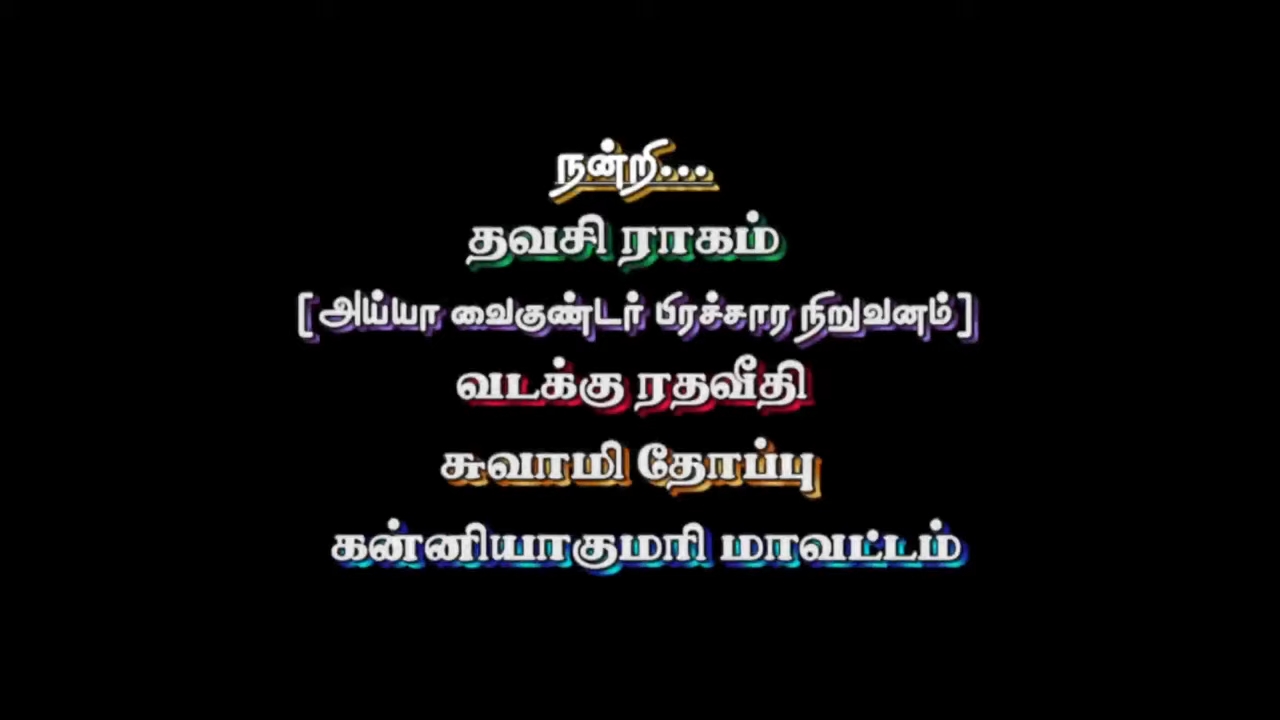 நன்றி...
தவசி ராகம்
[அய்யா வைகுண்டர் பிரச்சார நிறுவனம்]
வடக்கு ரதவீதி
சுவாமி தோப்பு
கன்னியாகுமரி மாவட்டம்